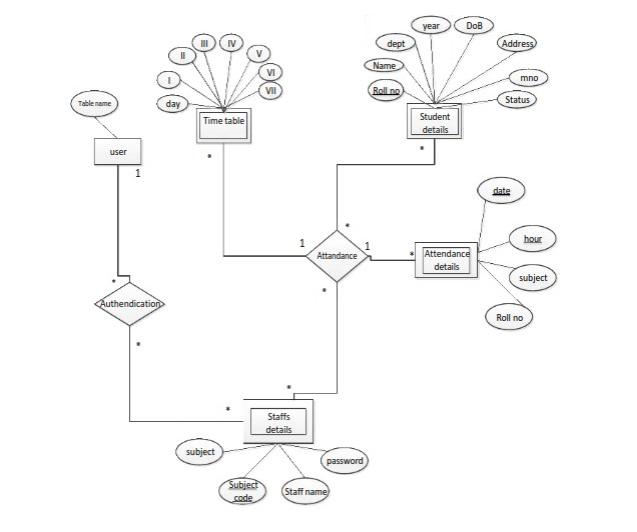 year
DoB
III
IV
dept
Address
II
V
Name
I
VI
mno
Roll no
VII
Table name
day
Status
Time table
Student
details
*
*
user
1
date
*
hour
1
1
Attandance
*
Attendance
details
subject
*
*
Authendication
Roll no
*
*
*
Staffs
details
subject
password
Subject
code
Staff name